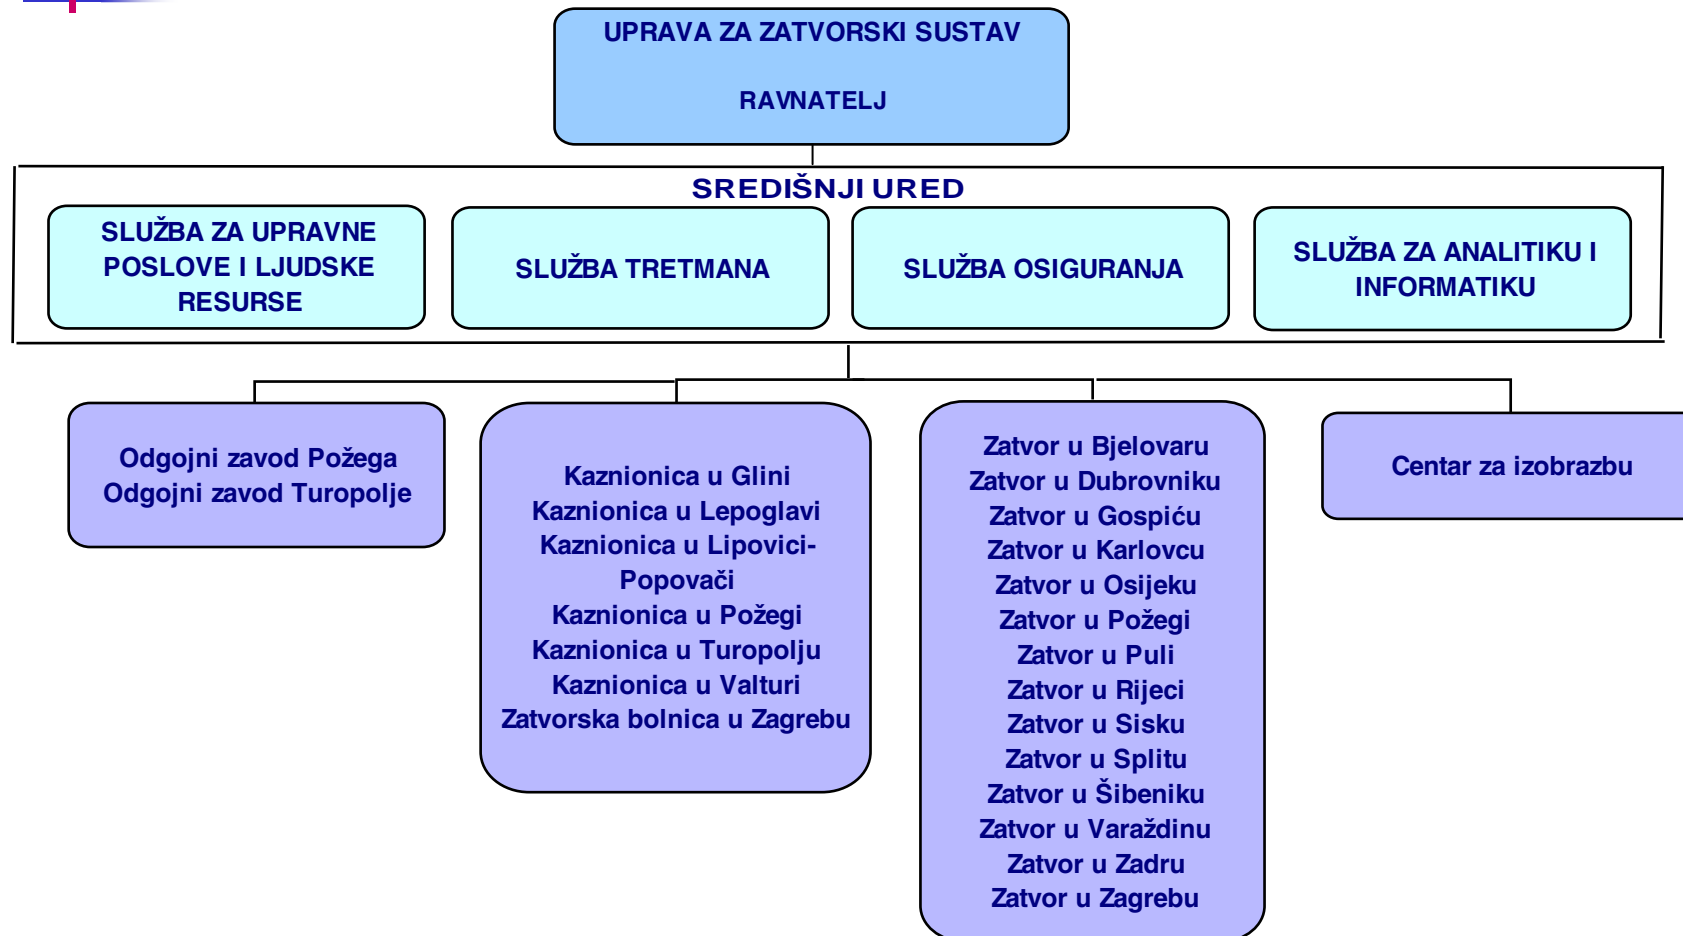 UPRAVA ZA ZATVORSKI SUSTAV
RAVNATELJ
SREDIŠNJI URED
SLUŽBA ZA UPRAVNE
POSLOVE I LJUDSKE
RESURSE
SLUŽBA TRETMANA
SLUŽBA OSIGURANJA
SLUŽBA ZA ANALITIKU I
INFORMATIKU
Odgojni zavod Požega
Odgojni zavod Turopolje
Kaznionica u Glini
Kaznionica u Lepoglavi
Kaznionica u Lipovici-
Popovači
Kaznionica u Požegi
Kaznionica u Turopolju
Kaznionica u Valturi
Zatvorska bolnica u Zagrebu
Zatvor u Bjelovaru
Zatvor u Dubrovniku
Zatvor u Gospiću
Zatvor u Karlovcu
Zatvor u Osijeku
Zatvor u Požegi
Zatvor u Puli
Zatvor u Rijeci
Zatvor u Sisku
Zatvor u Splitu
Zatvor u Šibeniku
Zatvor u Varaždinu
Zatvor u Zadru
Zatvor u Zagrebu
Centar za izobrazbu